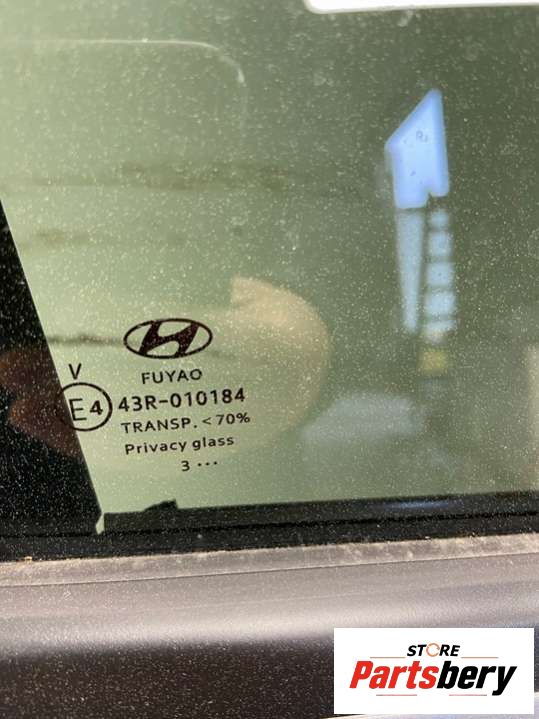 FUYAO
V
E4 43R-010184
TRANSP. <70%
Privacy glass
3 ...
STORE
Partsbery